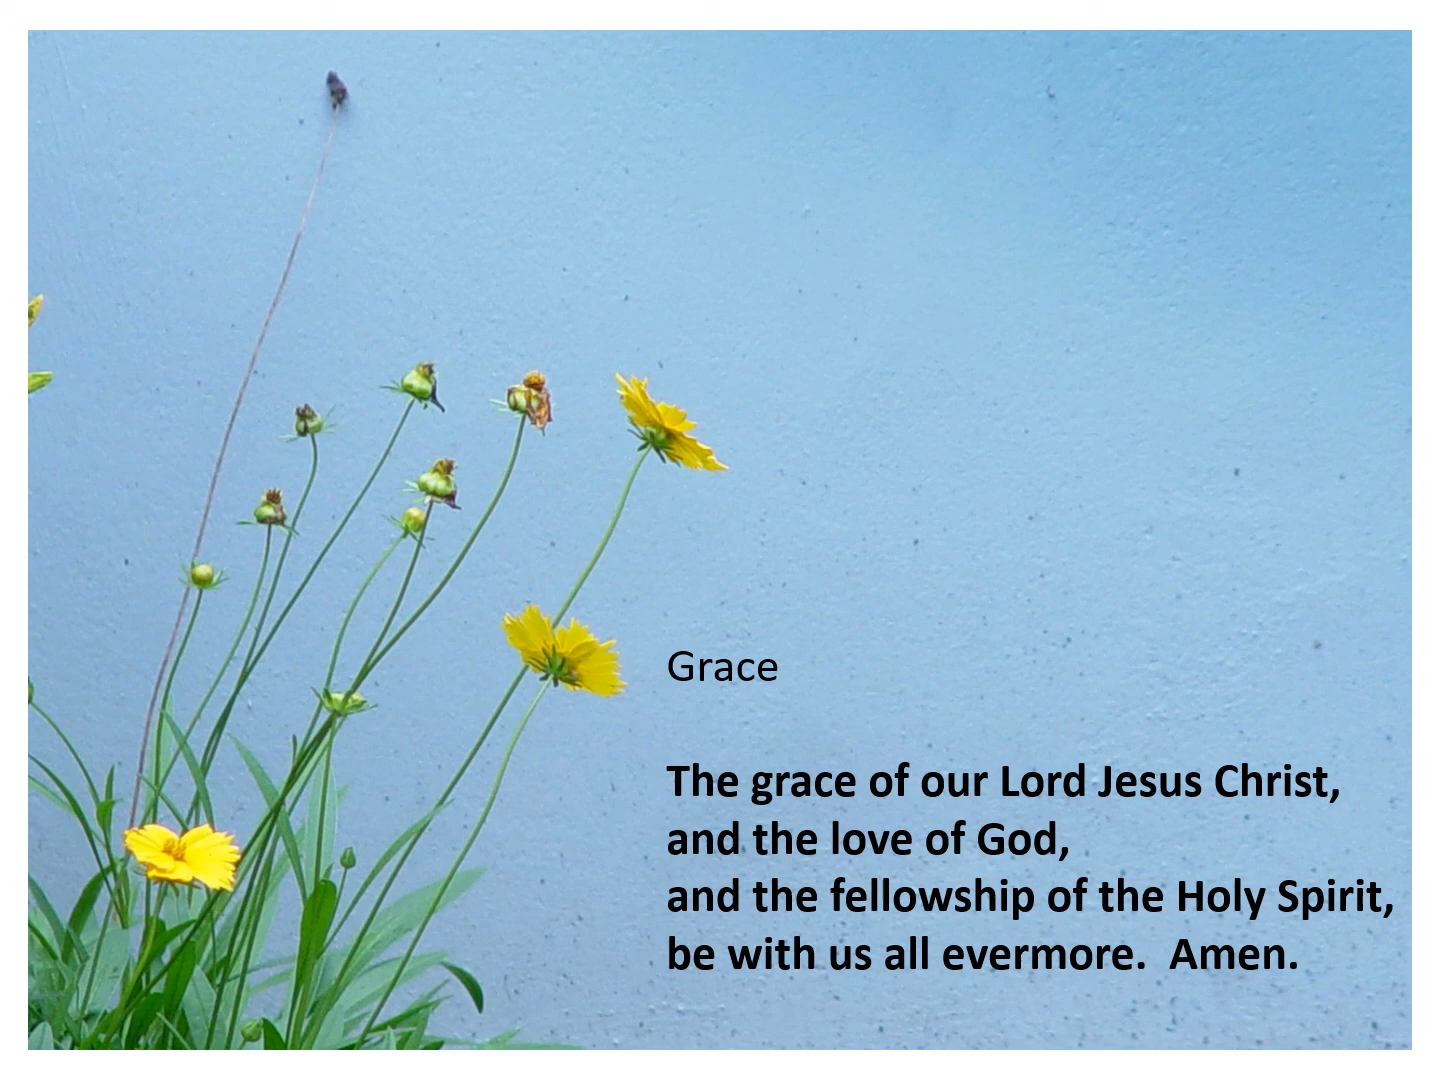 Grace
The grace of our Lord Jesus Christ,
and the love of God,
and the fellowship of the Holy Spirit,
be with us all evermore.  Amen.